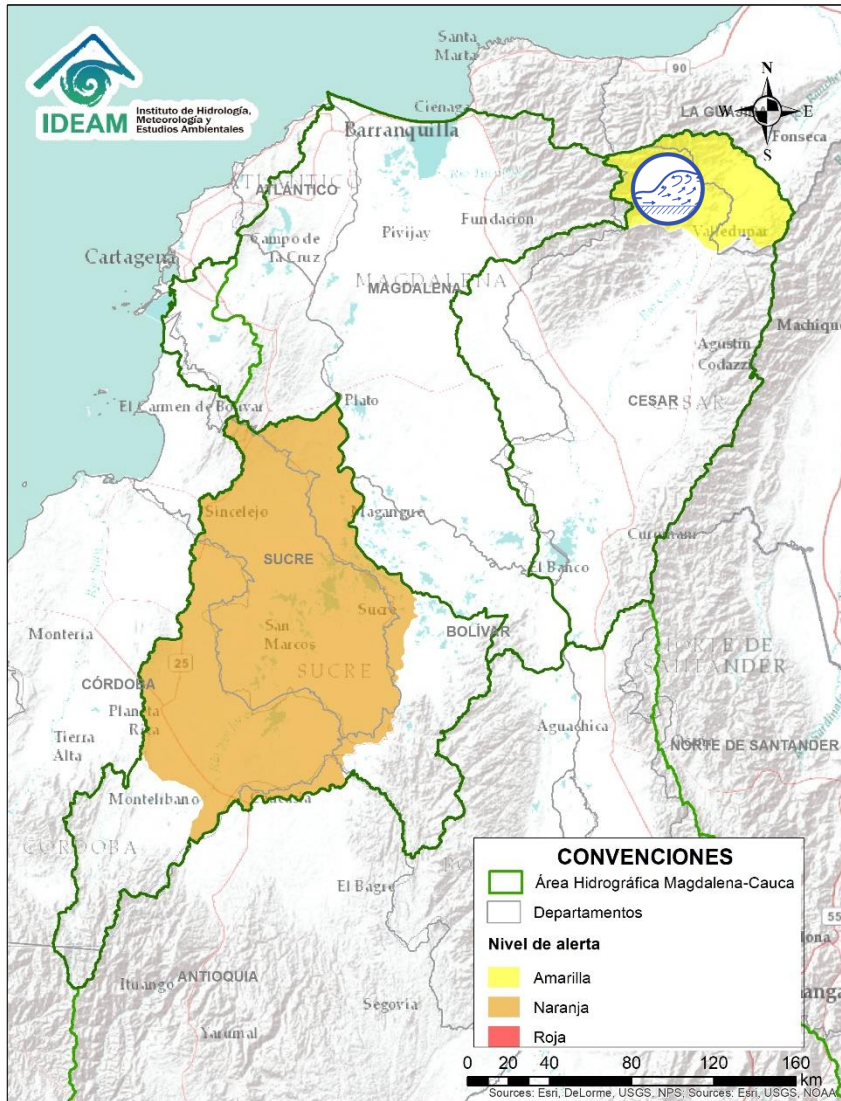 Santa
Marta
90
N
W E
S
IDEAM
Instituto de Hidrología,
Meteorología y
Estudios Ambientales
Ciénaga
Barranquilla
Fonseca
ATLÁNTICO
Campo de
la Cruz
Pivijay
Fundación
Valledupar
Cartagena
MAGDALENA
MAGDALENA
Agustín
Codazzi
CESAR
CESAR
El Carmen de Bolívar
Plato
Sincelejo
Magangué
SUCRE
El Banco
Sucre
San
Marcos
SUCRE
BOLÍVAR
Montería
25
CÓRDOBA
Planeta
Rica
Tierra
Alta
NORTE DE
SANTANDER
Aguachica
NORTE DE SANTANDER
Montelíbano
CÓRDOBA
El Bagre
Ituango
ANTIOQUIA
Segovia
Yarumal
55
CONVENCIONES
Área Hidrográfica Magdalena-Cauca
Departamentos
Nivel de alerta
Amarilla
Naranja
Roja
0 20 40 80 120 160
km
Sources: Esri, DeLorme, USGS, NPS; Sources: Esri, USGS, NOAA